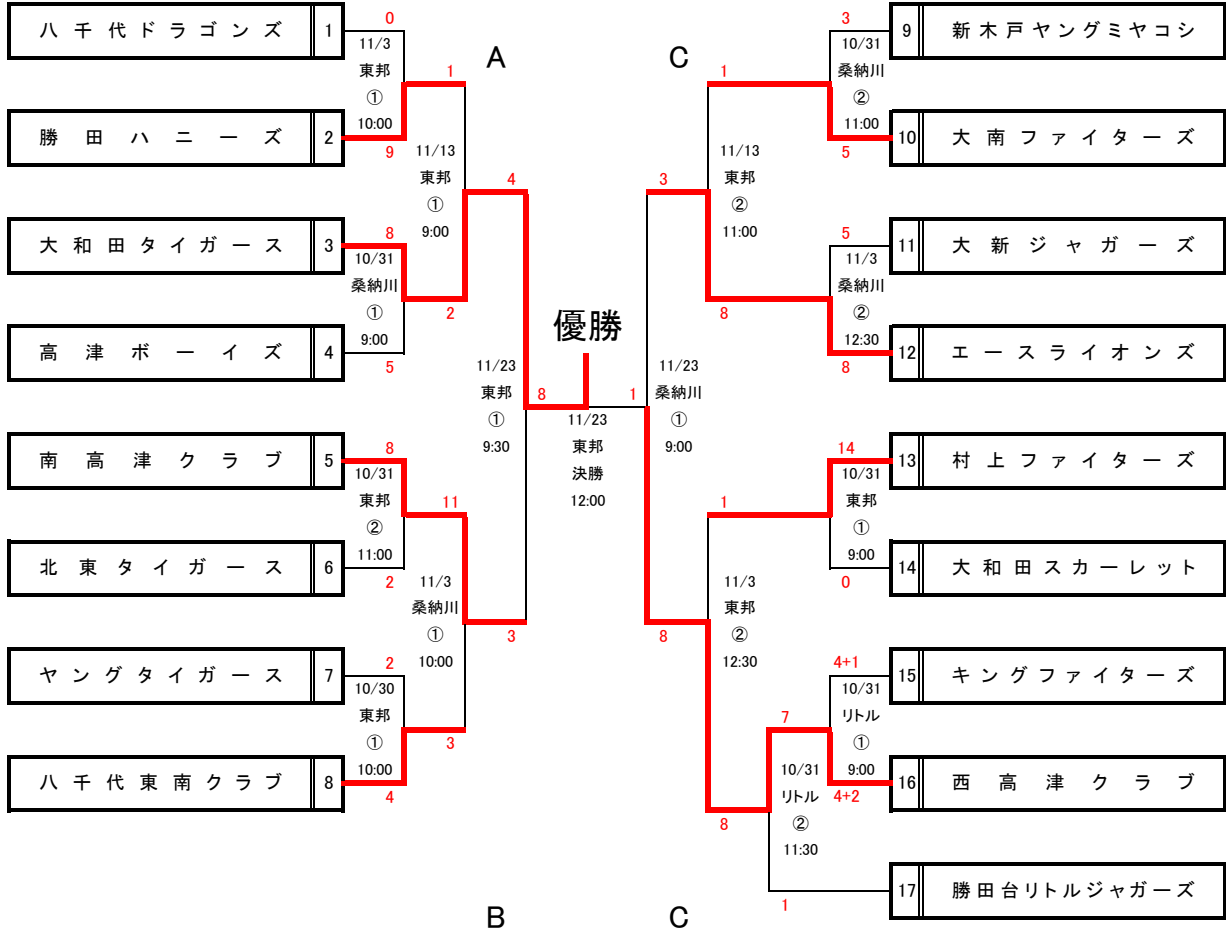 八千代ドラゴンズ 1
0
11/3
東邦
①
10:00
勝田ハニーズ 2
9
1
A
11/13
東邦
①
9:00
大和田タイガース 3
8
10/31
桑納川
①
9:00
高津ボーイズ 4
5
2
4
南高津クラブ 5
8
10/31
東邦
②
11:00
北東タイガース 6
2
11
11/3
桑納川
①
10:00
ヤングタイガース 7
2
10/30
東邦
①
10:00
八千代東南クラブ 8
4
3
3
B
11/23
東邦
①
9:30
8
優勝
11/23
東邦
決勝
12:00
1
11/23
桑納川
①
9:00
C
3
9 新木戸ヤングミヤコシ
10/31
桑納川
②
11:00
10 大南ファイターズ
5
1
11/13
東邦
②
11:00
3
5
11 大新ジャガーズ
11/3
桑納川
②
12:30
12 エースライオンズ
8
8
14
13 村上ファイターズ
10/31
東邦
①
9:00
14 大和田スカーレット
0
1
11/3
東邦
②
12:30
8
4+1
15 キングファイターズ
10/31
リトル
①
9:00
16 西高津クラブ
4+2
7
10/31
リトル
②
11:30
8
17 勝田台リトルジャガーズ
1
C